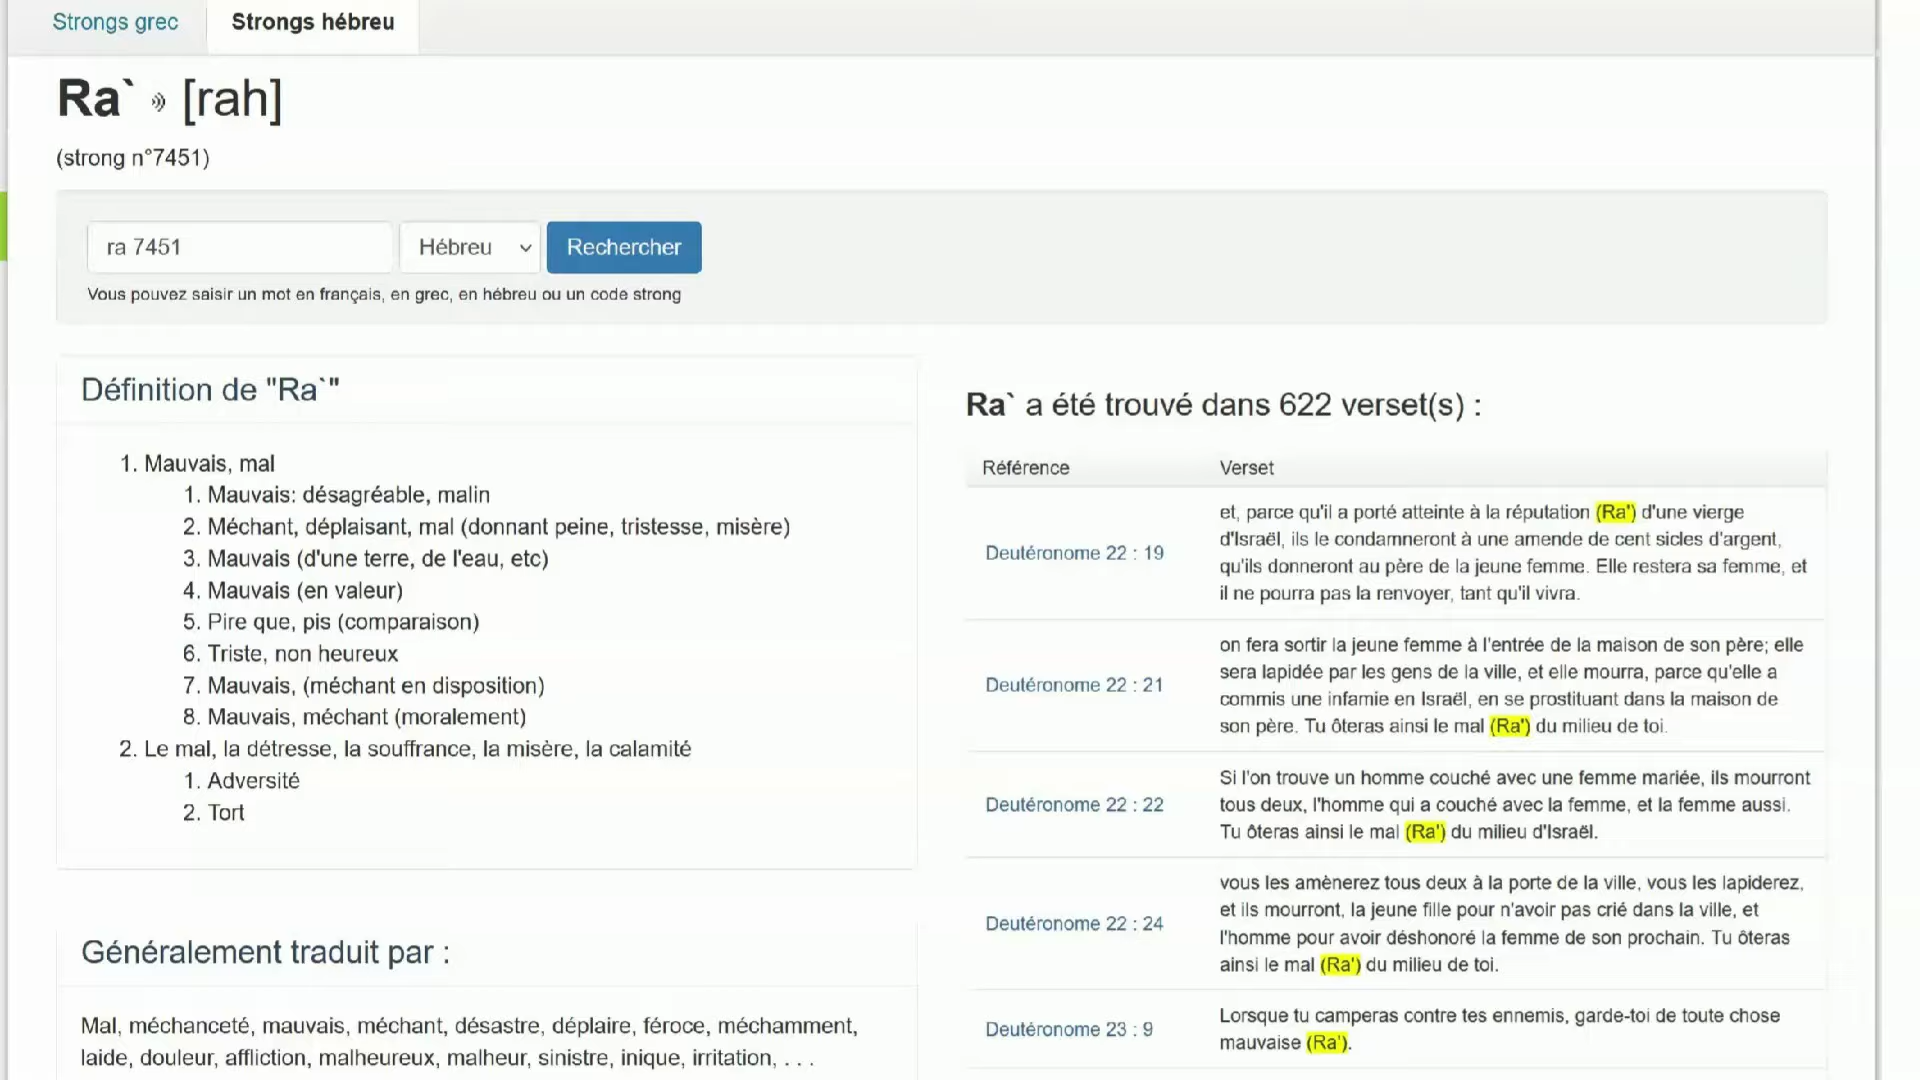 Strongs grec
Strongs hébreu
Ra` [rah]
(strong n°7451)
ra 7451
Hébreu
Rechercher
Vous pouvez saisir un mot en français, en grec, en hébreu ou un code strong
Définition de "Ra`"
1. Mauvais, mal
1. Mauvais: désagréable, malin
2. Méchant, déplaisant, mal (donnant peine, tristesse, misère)
3. Mauvais (d'une terre, de l'eau, etc)
4. Mauvais (en valeur)
5. Pire que, pis (comparaison)
6. Triste, non heureux
7. Mauvais, (méchant en disposition)
8. Mauvais, méchant (moralement)
2. Le mal, la détresse, la souffrance, la misère, la calamité
1. Adversité
2. Tort
Généralement traduit par :
Mal, méchanceté, mauvais, méchant, désastre, déplaire, féroce, méchamment,
laide, douleur, affliction, malheureux, malheur, sinistre, inique, irritation, . . .
Ra` a été trouvé dans 622 verset(s) :
Référence
Verset
Deutéronome 22 : 19
et, parce qu'il a porté atteinte à la réputation (Ra') d'une vierge
d'Israël, ils le condamneront à une amende de cent sicles d'argent,
qu'ils donneront au père de la jeune femme. Elle restera sa femme, et
il ne pourra pas la renvoyer, tant qu'il vivra.
Deutéronome 22 : 21
on fera sortir la jeune femme à l'entrée de la maison de son père; elle
sera lapidée par les gens de la ville, et elle mourra, parce qu'elle a
commis une infamie en Israël, en se prostituant dans la maison de
son père. Tu ôteras ainsi le mal (Ra') du milieu de toi.
Deutéronome 22 : 22
Si l'on trouve un homme couché avec une femme mariée, ils mourront
tous deux, l'homme qui a couché avec la femme, et la femme aussi.
Tu ôteras ainsi le mal (Ra') du milieu d'Israël.
Deutéronome 22 : 24
vous les amènerez tous deux à la porte de la ville, vous les lapiderez,
et ils mourront, la jeune fille pour n'avoir pas crié dans la ville, et
l'homme pour avoir déshonoré la femme de son prochain. Tu ôteras
ainsi le mal (Ra') du milieu de toi.
Deutéronome 23 : 9
Lorsque tu camperas contre tes ennemis, garde-toi de toute chose
mauvaise (Ra').